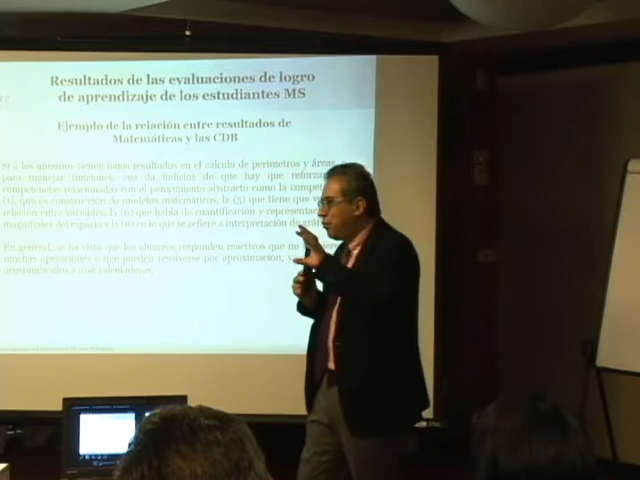 Resultados de las evaluaciones de logro
de aprendizaje de los estudiantes MS
Ejemplo de la relación entre resultados de
Matemáticas y las CDB
Si a los alumnos tienen bajos resultados en el cálculo de perímetros y áreas,
para manejar funciones, eso da indicios de que hay que reforzar
competencias relacionadas con el pensamiento abstracto como la
(1), que es construcción de modelos matemáticos, la (5) que tiene que
relación entre variables, la (6) que habla de cuantificación y
magnitudes del espacio y la (8) en lo que se refiere a interpretación de
En general, se ha visto que los alumnos responden reactivos que no
muchas operaciones o que pueden resolverse por aproximación,
acostumbrados a usar calculadoras.